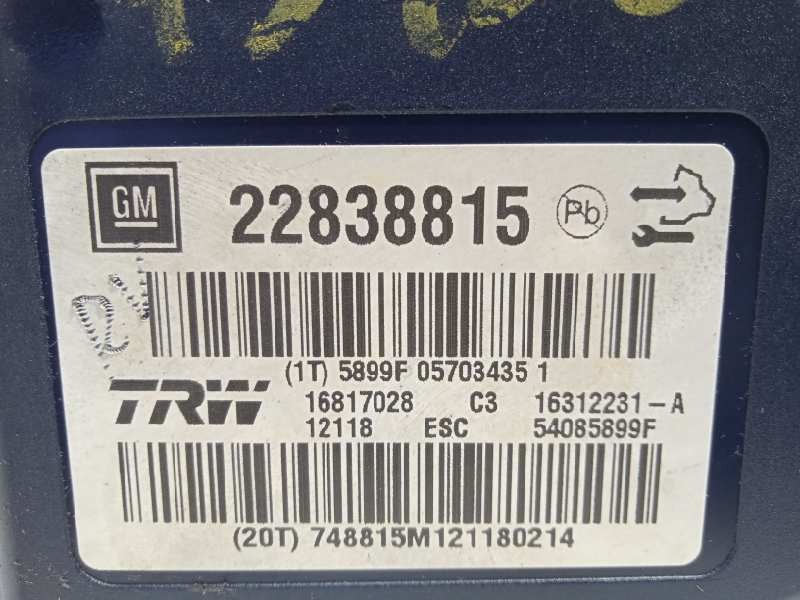 GM 22838815 Pb
(1T) 5899F 05703435 1
TRW 16817028 C3 16312231-A
12118 ESC 54085899F
(20T) 748815M121180214